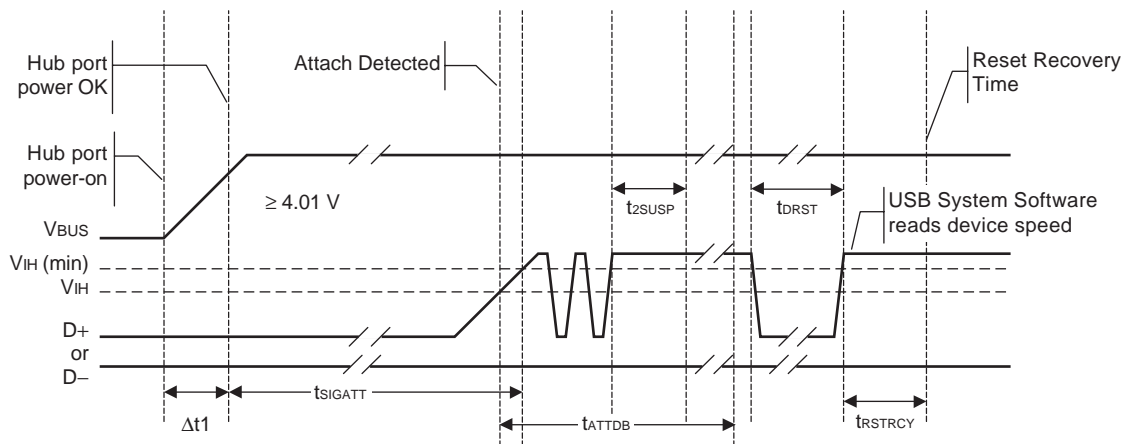 Hub port
power OK
Attach Detected
Reset Recovery
Time
Hub port
power-on
≥ 4.01 V
t2SUSP
tDRST
USB System Software
reads device speed
VBUS
VIH (min)
VIH
D+
or
D−
tSIGATT
Δt1
tATTDB
tRSTRCY